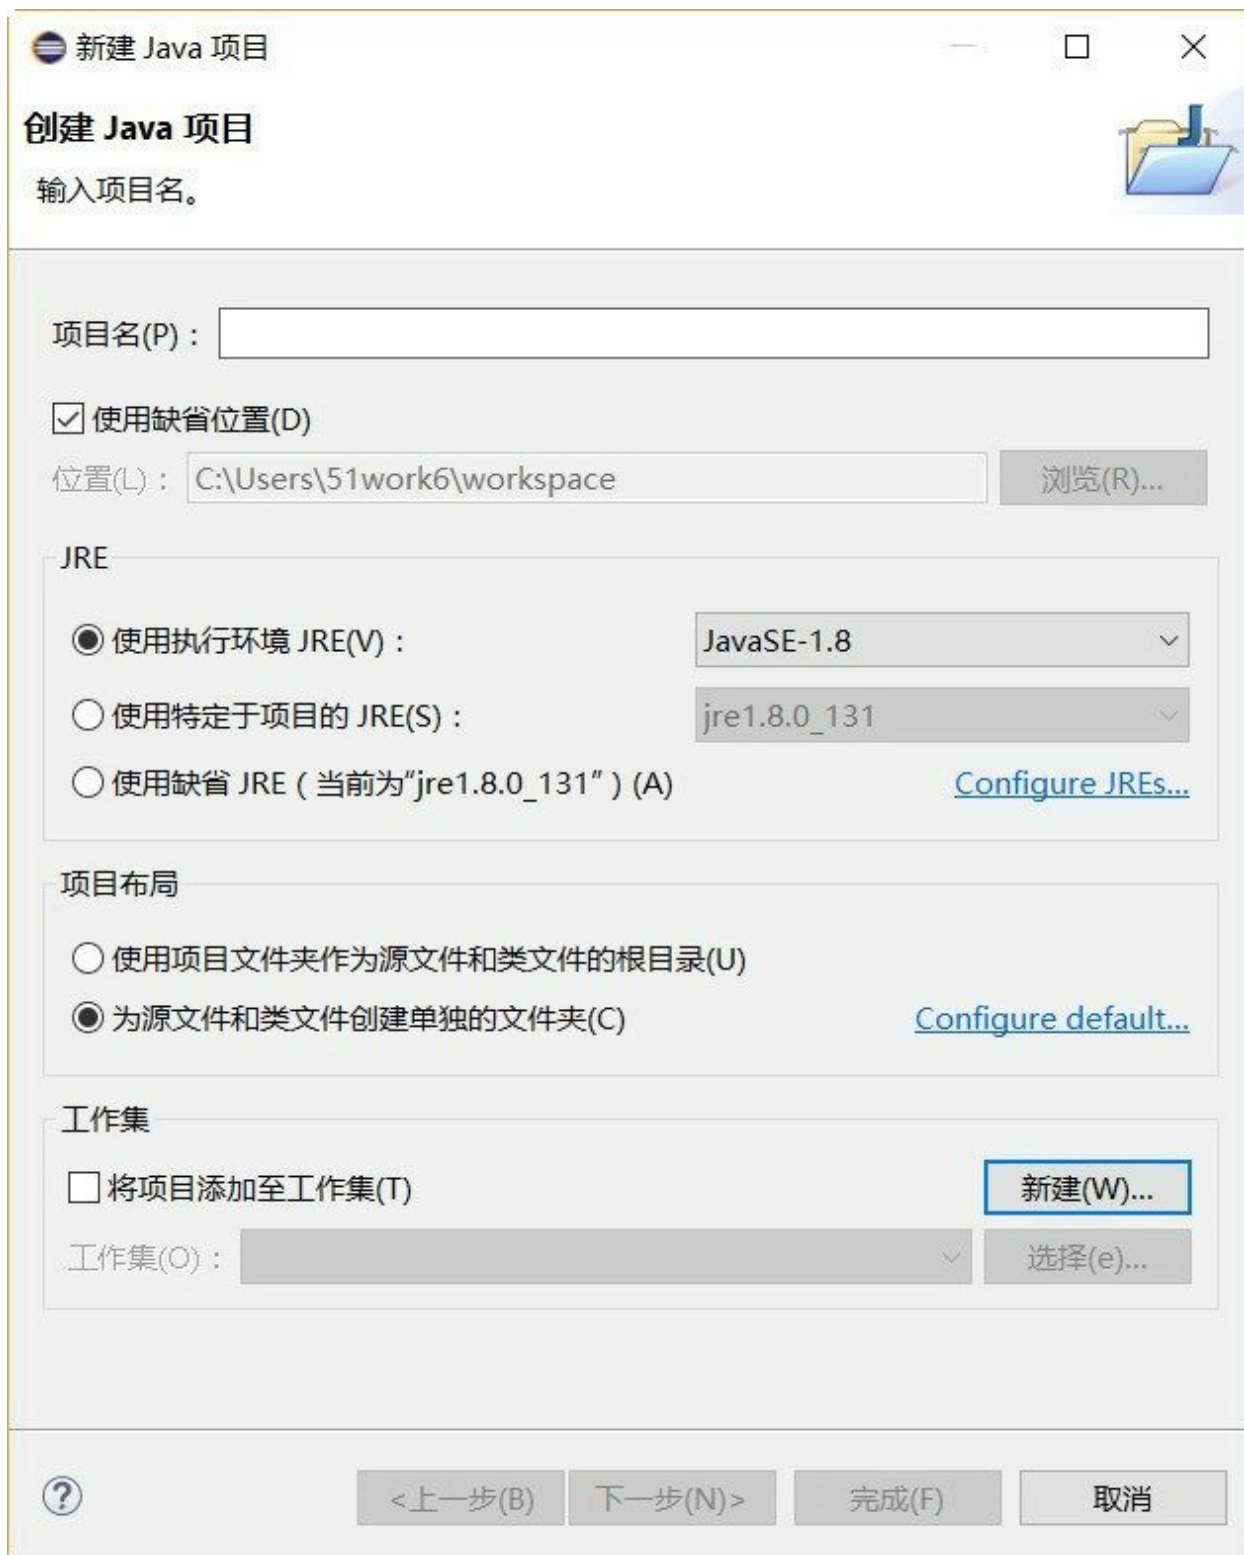 新建 Java 项目
创建 Java 项目
输入项目名。
项目名(P)：
使用缺省位置(D)
位置(L)： C:\Users\51work6\workspace 浏览(R)...
JRE
使用执行环境 JRE(V)： JavaSE-1.8
使用特定于项目的 JRE(S)： jre1.8.0_131
使用缺省 JRE（当前为“jre1.8.0_131”）(A) Configure JREs...
项目布局
使用项目文件夹作为源文件和类文件的根目录(U)
为源文件和类文件创建单独的文件夹(C) Configure default...
工作集
将项目添加至工作集(T) 新建(W)...
工作集(O)： 选择(e)...
? <上一步(B) 下一步(N)> 完成(F) 取消